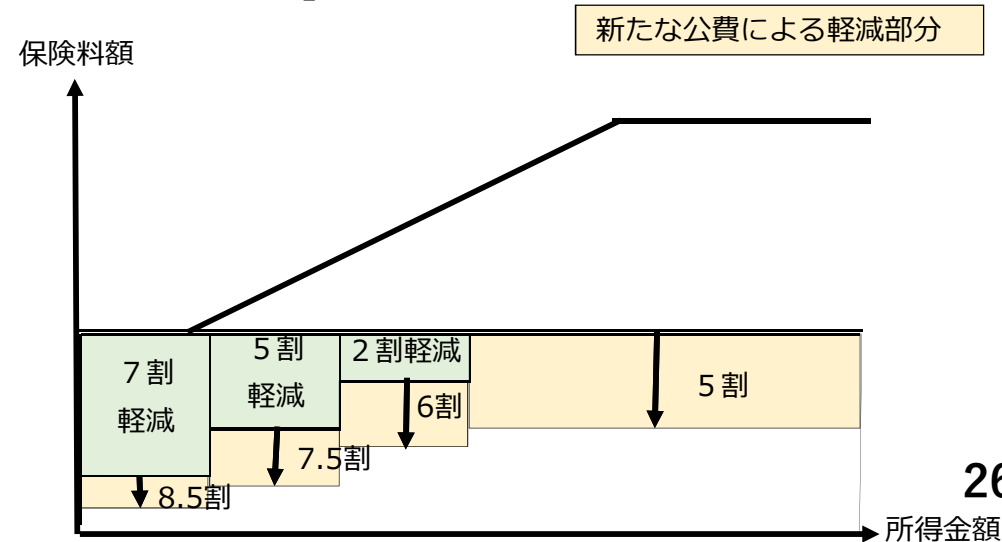 新たな公費による軽減部分
保険料額
7割
軽減
5割
軽減
2割軽減
5割
6割
7.5割
8.5割
26
所得金額